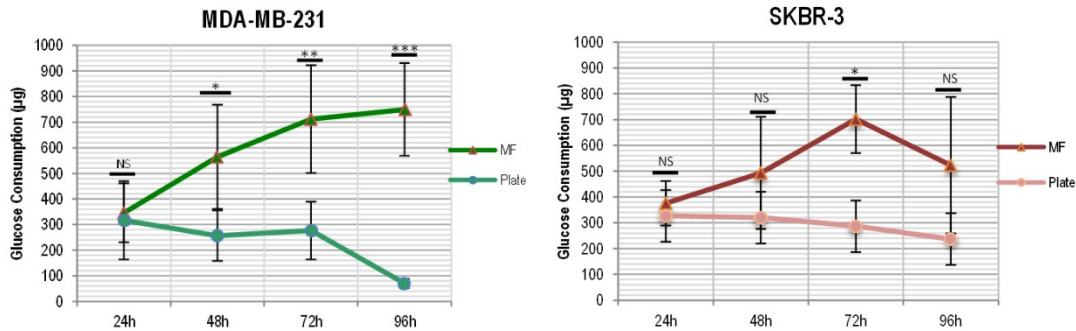 MDA-MB-231
Glucose Consumption (µg)
1000
900
800
700
600
500
400
300
200
100
0
NS
*
**
***
24h
48h
72h
96h
MF
Plate
SKBR-3
Glucose Consumption (µg)
1000
900
800
700
600
500
400
300
200
100
0
NS
NS
*
NS
24h
48h
72h
96h
MF
Plate